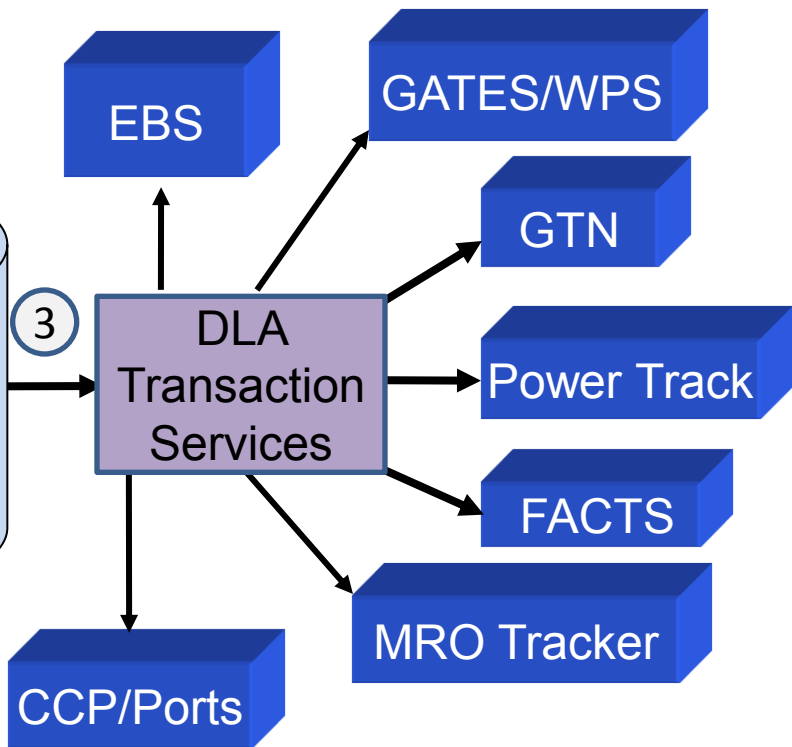 EBS
GATES/WPS
GTN
3
DLA
Transaction
Services
Power Track
FACTS
MRO Tracker
CCP/Ports